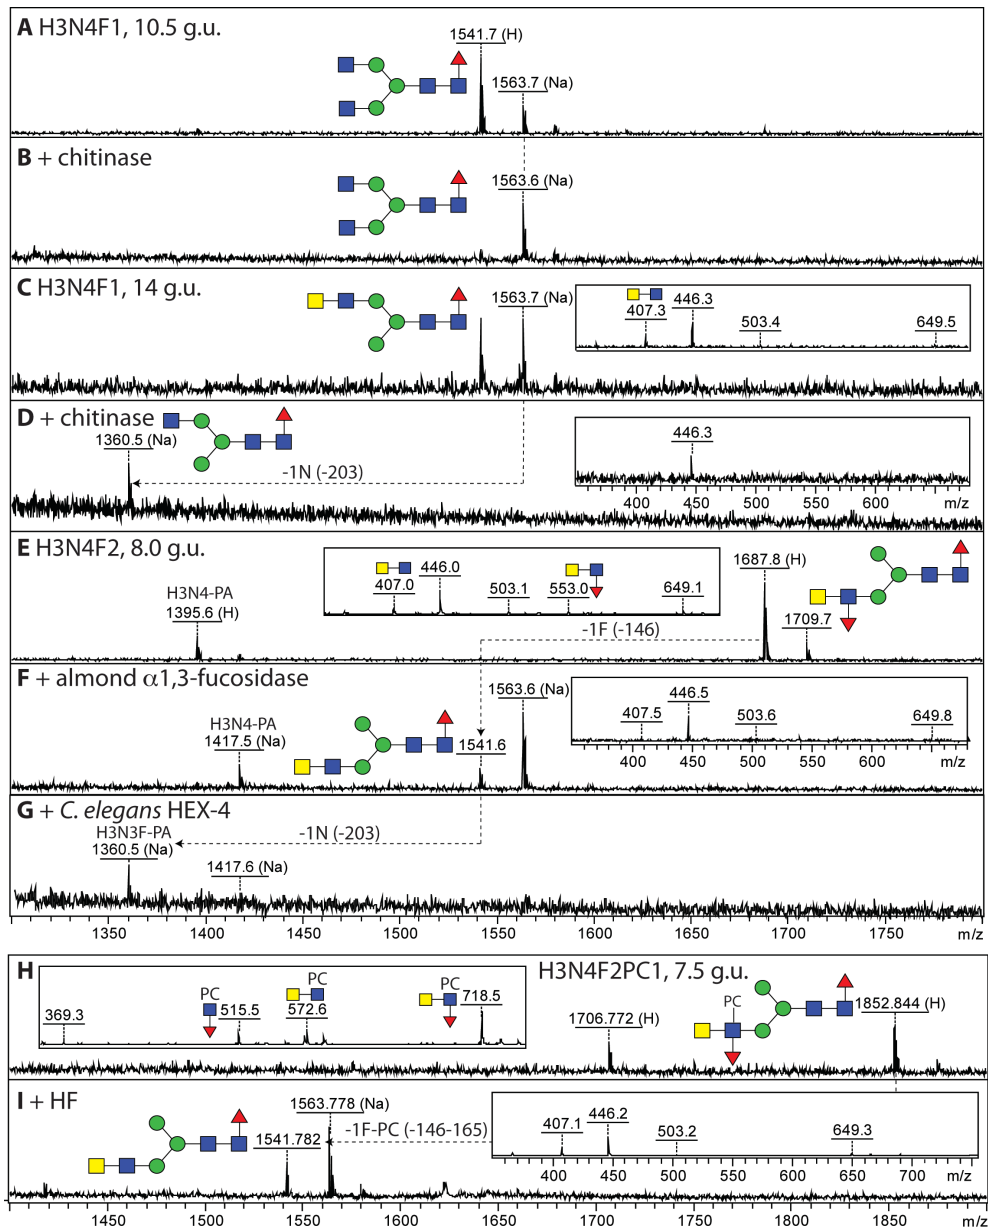 A H3N4F1, 10.5 g.u.
1541.7 (H)
1563.7 (Na)
B + chitinase
1563.6 (Na)
C H3N4F1, 14 g.u.
1563.7 (Na)
407.3
446.3
503.4
649.5
D + chitinase
1360.5 (Na)
-1N (-203)
446.3
400 450 500 550 600 m/z
E H3N4F2, 8.0 g.u.
H3N4-PA
1395.6 (H)
407.0
446.0
503.1
553.0
649.1
-1F (-146)
1687.8 (H)
1709.7
F + almond α1,3-fucosidase
H3N4-PA
1417.5 (Na)
1541.6
1563.6 (Na)
407.5
446.5
503.6
649.8
400 450 500 550 600 m/z
G + C. elegans HEX-4
H3N3F-PA
1360.5 (Na)
-1N (-203)
1417.6 (Na)
1350 1400 1450 1500 1550 1600 1650 1700 1750 m/z
H
369.3
PC
515.5
PC
572.6
PC
718.5
H3N4F2PC1, 7.5 g.u.
1706.772 (H)
PC
1852.844 (H)
I + HF
1541.782
1563.778 (Na)
-1F-PC (-146-165)
407.1
446.2
503.2
649.3
400 450 500 550 600 650 700 m/z
1450 1500 1550 1600 1650 1700 1750 1800 1850 m/z